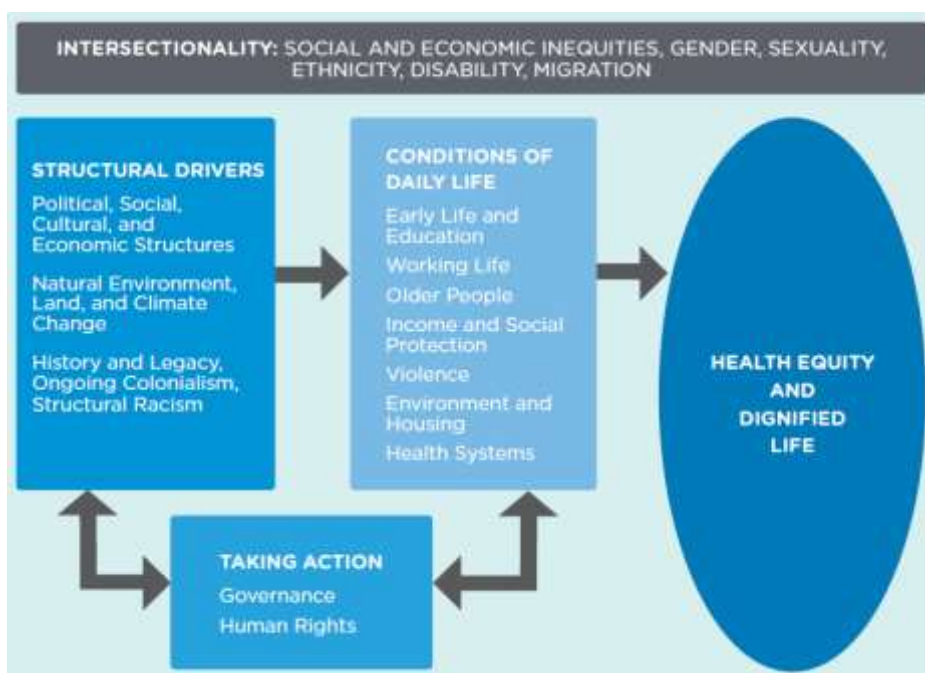 INTERSECTIONALITY: SOCIAL AND ECONOMIC INEQUITIES, GENDER, SEXUALITY,
ETHNICITY, DISABILITY, MIGRATION
STRUCTURAL DRIVERS
Political, Social,
Cultural, and
Economic Structures
Natural Environment,
Land, and Climate
Change
History and Legacy,
Ongoing Colonialism,
Structural Racism
CONDITIONS OF
DAILY LIFE
Early Life and
Education
Working Life
Older People
Income and Social
Protection
Violence
Environment and
Housing
Health Systems
HEALTH EQUITY
AND
DIGNIFIED
LIFE
TAKING ACTION
Governance
Human Rights